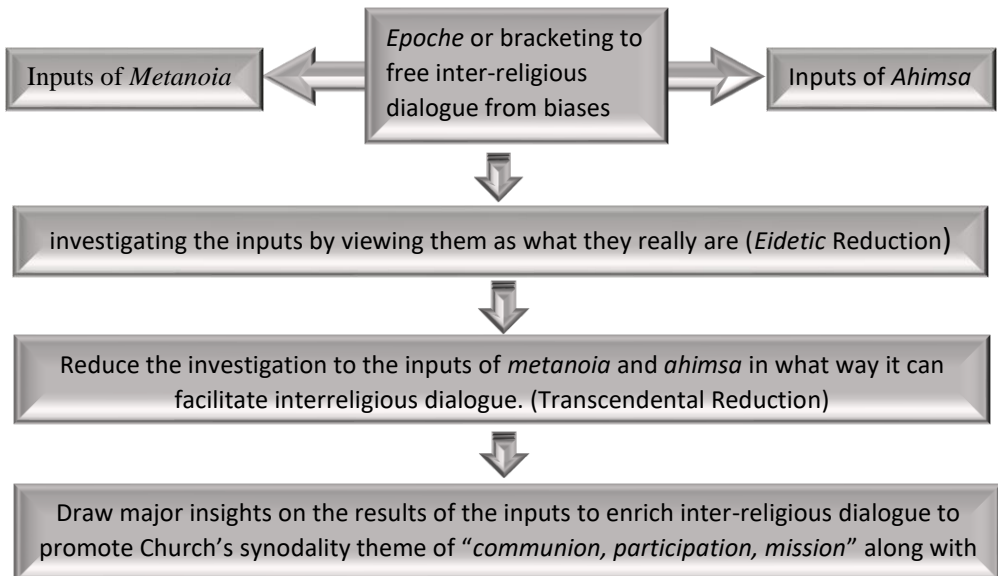 Epoche or bracketing to
free inter-religious
dialogue from biases
Inputs of Metanoia
Inputs of Ahimsa
investigating the inputs by viewing them as what they really are (Eidetic Reduction)
Reduce the investigation to the inputs of metanoia and ahimsa in what way it can
facilitate interreligious dialogue. (Transcendental Reduction)
Draw major insights on the results of the inputs to enrich inter-religious dialogue to
promote Church's synodality theme of “communion, participation, mission” along with